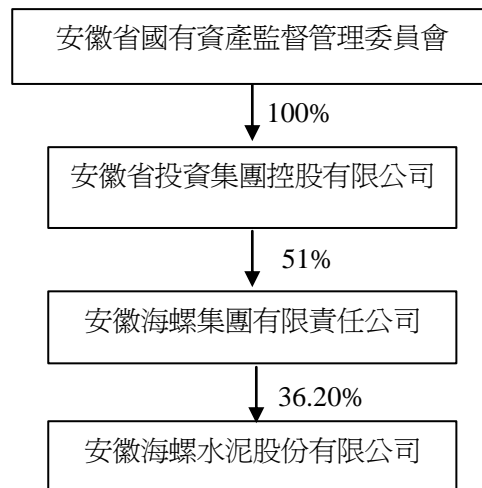 安徽省國有資產監督管理委員會
100%
安徽省投資集團控股有限公司
51%
安徽海螺集團有限責任公司
36.20%
安徽海螺水泥股份有限公司